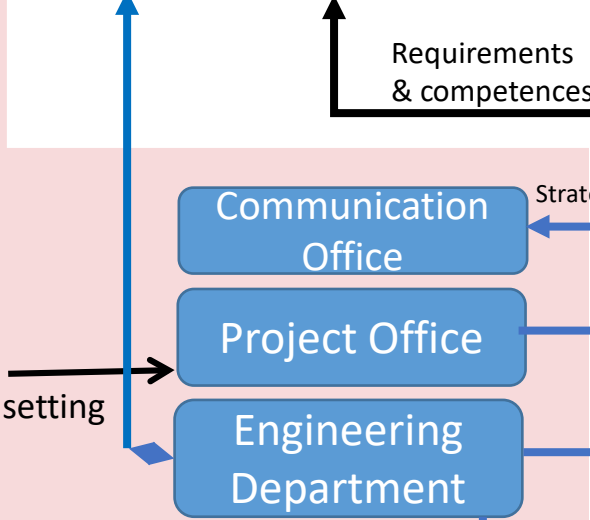 Requirements
& competences
Communication
Office
Project Office
setting
Engineering
Department